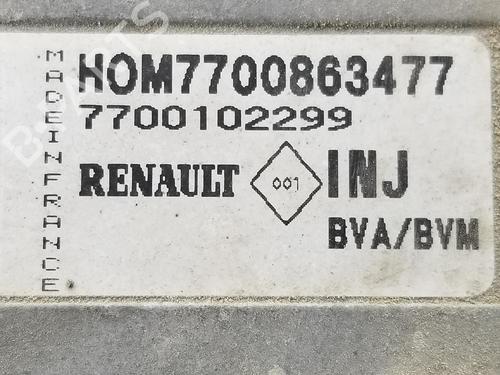 MADEINFRANCE
HOM7700863477
7700102299
RENAULT 001 INJ
BVA/BVM